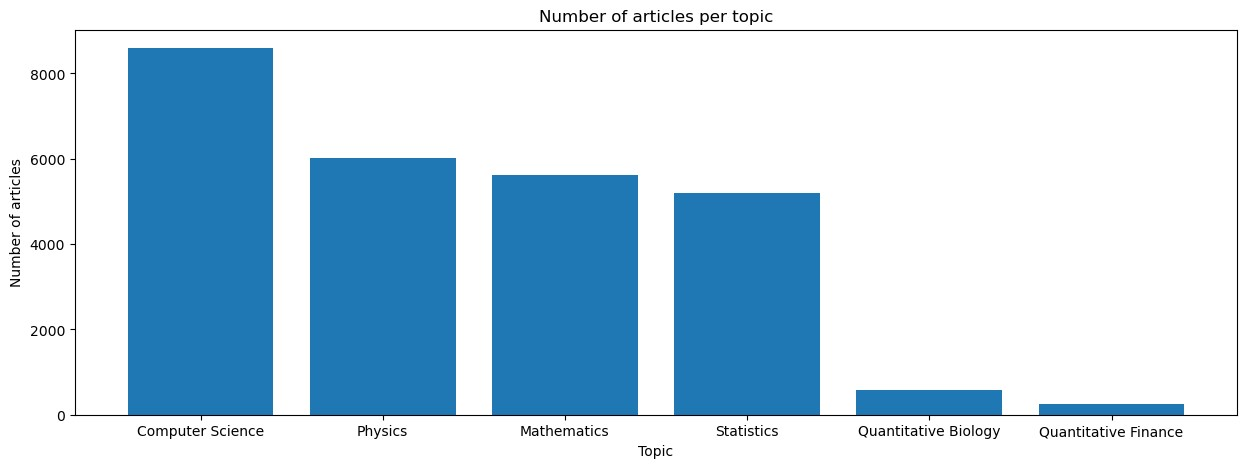 Number of articles per topic
Number of articles
8000
6000
4000
2000
0
Computer Science Physics Mathematics Statistics Quantitative Biology Quantitative Finance
Topic